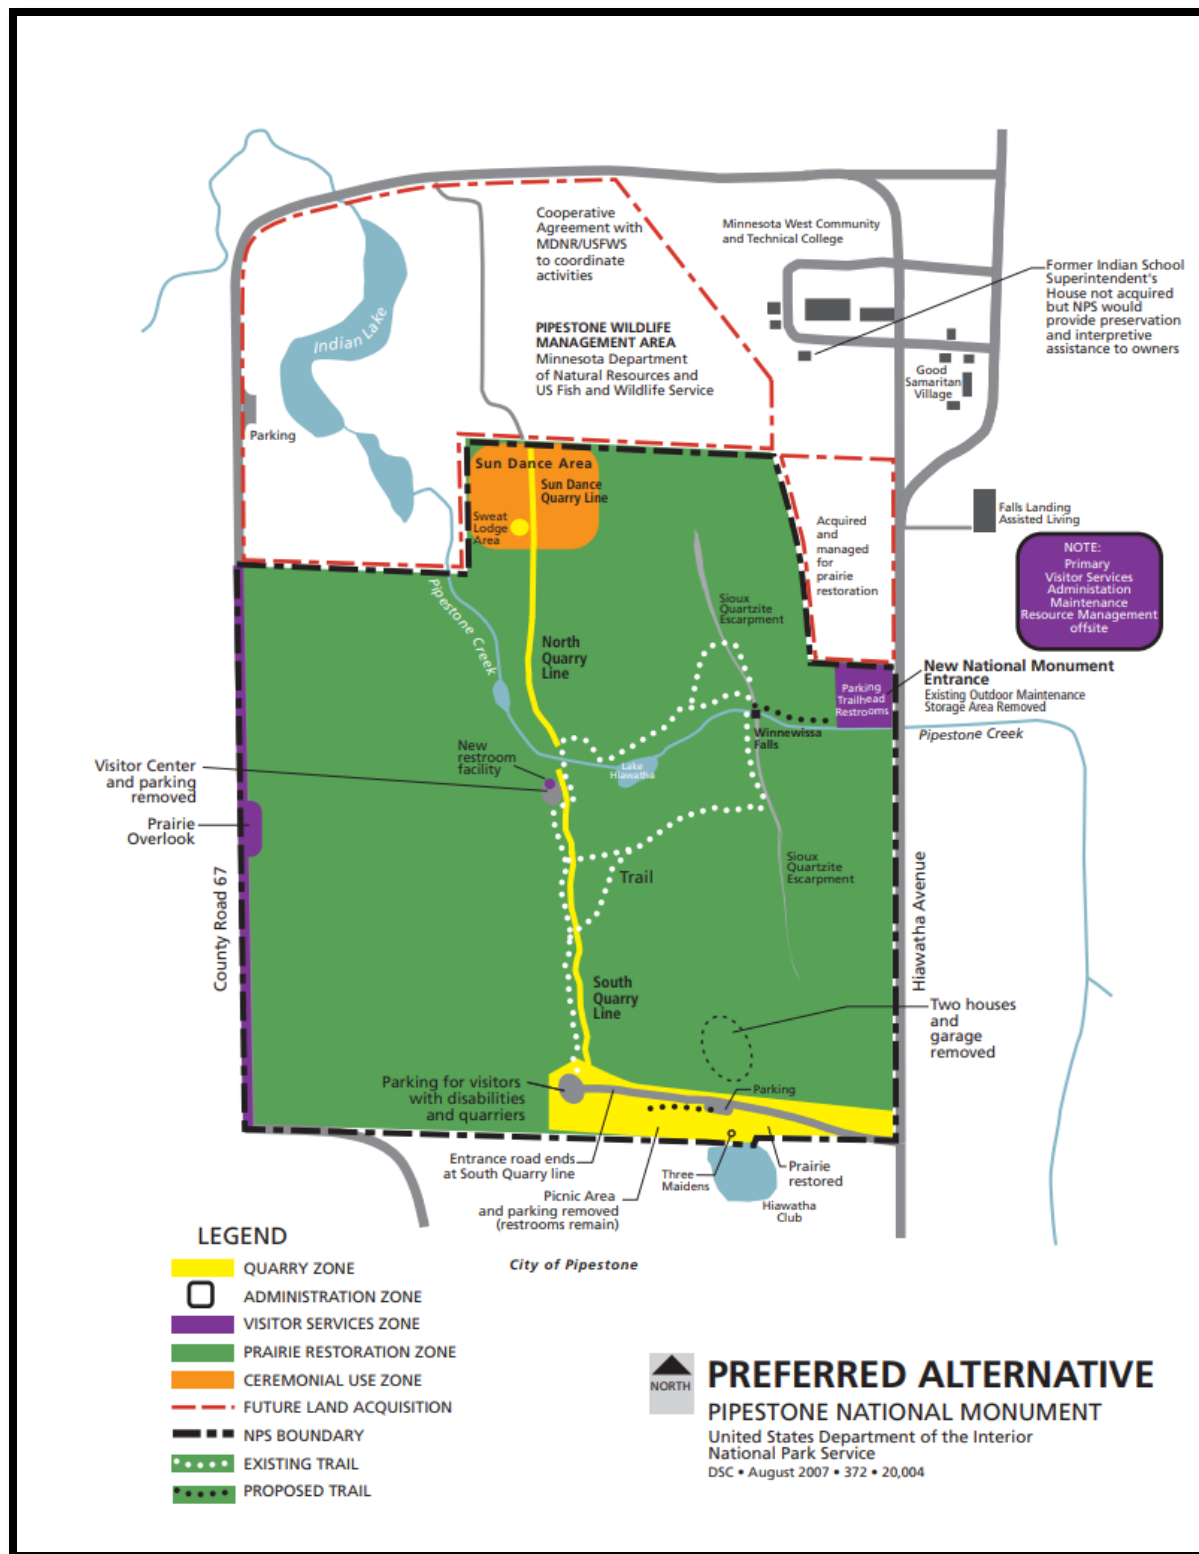 Cooperative
Agreement with
MDNR/USFWS
to coordinate
activities
Minnesota West Community
and Technical College
Former Indian School
Superintendent's
House not acquired
but NPS would
provide preservation
and interpretive
assistance to owners
Indian Lake
PIPESTONE WILDLIFE
MANAGEMENT AREA
Minnesota Department
of Natural Resources and
US Fish and Wildlife Service
Good
Samaritan
Village
Parking
Sun Dance Area
Sun Dance
Quarry Line
Sweat
Lodge
Area
Acquired
and
managed
for
prairie
restoration
Falls Landing
Assisted Living
NOTE:
Primary
Visitor Services
Administation
Maintenance
Resource Management
offsite
Pipestone Creek
Sioux
Quartzite
Escarpment
North
Quarry
Line
New National Monument
Entrance
Existing Outdoor Maintenance
Storage Area Removed
Parking
Trailhead
Restrooms
Winnewissa
Falls
Pipestone Creek
New
restroom
facility
Lake
Hiawatha
Visitor Center
and parking
removed
Prairie
Overlook
County Road 67
Trail
Sioux
Quartzite
Escarpment
Hiawatha Avenue
South
Quarry
Line
Two houses
and
garage
removed
Parking for visitors
with disabilities
and quarriers
Parking
Entrance road ends
at South Quarry line
Three
Maidens
Prairie
restored
Picnic Area
and parking removed
(restrooms remain)
Hiawatha
Club
City of Pipestone
LEGEND
QUARRY ZONE
ADMINISTRATION ZONE
VISITOR SERVICES ZONE
PRAIRIE RESTORATION ZONE
CEREMONIAL USE ZONE
FUTURE LAND ACQUISITION
NPS BOUNDARY
EXISTING TRAIL
PROPOSED TRAIL
NORTH
PREFERRED ALTERNATIVE
PIPESTONE NATIONAL MONUMENT
United States Department of the Interior
National Park Service
DSC • August 2007 • 372 • 20,004